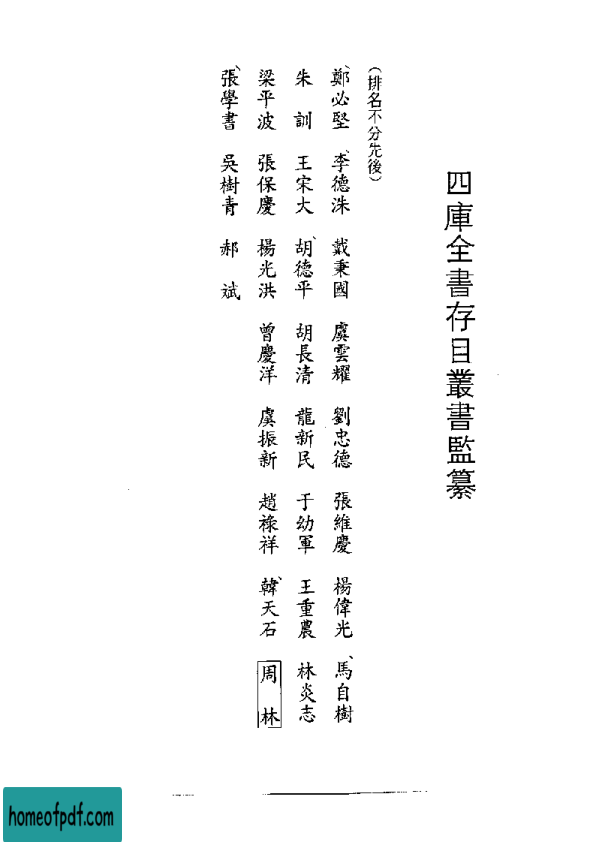 四庫全書存目叢書監纂
（排名不分先後）
鄭必堅 李德洙 戴秉國 虞雲耀 劉忠德 張維慶 楊偉光 馬自樹
朱 訓 王宋大 胡德平 胡長清 龍新民 于幼軍 王重農 林炎志
梁平波 張保慶 楊光洪 曾慶洋 虞振新 趙祿祥 韓天石 周 林
張學書 吳樹青 郝 斌
homeofpdf.com